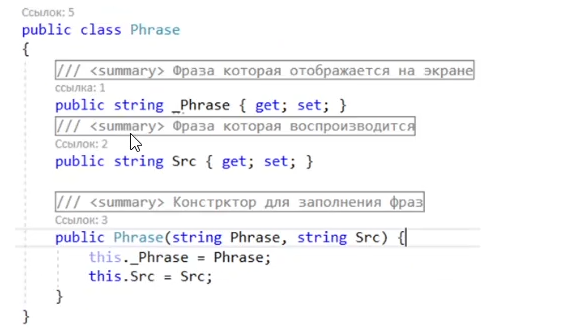 Ссылок: 5
public class Phrase
{
/// <summary> Фраза которая отображается на экране
ссылка: 1
public string _Phrase { get; set; }
/// <summary> Фраза которая воспроизводится
Ссылок: 2
public string Src { get; set; }
/// <summary> Констрктор для заполнения фраз
Ссылок: 3
public Phrase(string Phrase, string Src) {
this._Phrase = Phrase;
this.Src = Src;
}
}